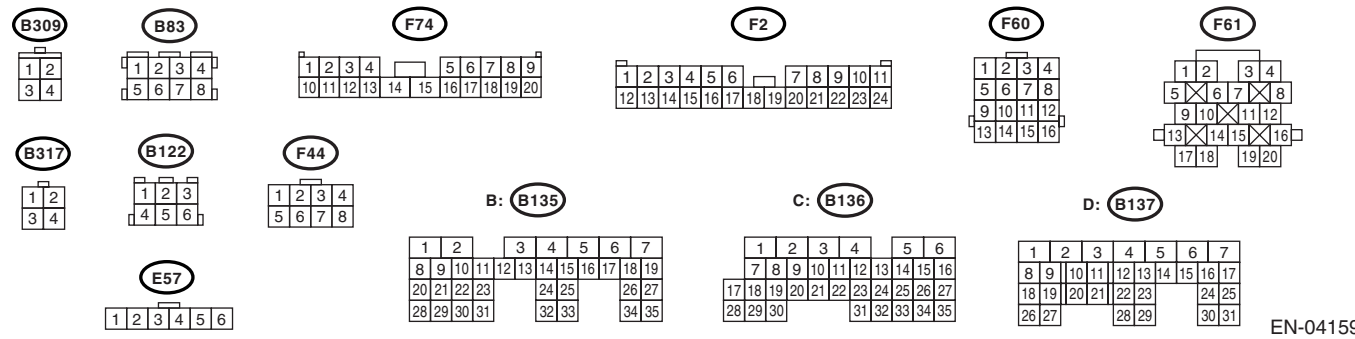 B309 B83 F74 F2 F60 F61
1 2
3 4
1 2 3 4
5 6 7 8
1 2 3 4 5 6 7 8 9
10 11 12 13 14 15 16 17 18 19 20
1 2 3 4 5 6 7 8 9 10 11
12 13 14 15 16 17 18 19 20 21 22 23 24
1 2 3 4
5 6 7 8
9 10 11 12
13 14 15 16
1 2 3 4
5 6 7 8
9 10 11 12
13 14 15 16
17 18 19 20
B317 B122 F44
1 2
3 4
1 2 3
4 5 6
1 2 3 4
5 6 7 8
B: B135 C: B136 D: B137
1 2 3 4 5 6 7
8 9 10 11 12 13 14 15 16 17 18 19
20 21 22 23 24 25 26 27
28 29 30 31 32 33 34 35
1 2 3 4 5 6
7 8 9 10 11 12 13 14 15 16
17 18 19 20 21 22 23 24 25 26 27
28 29 30 31 32 33 34 35
1 2 3 4 5 6 7
8 9 10 11 12 13 14 15 16 17
18 19 20 21 22 23 24 25
26 27 28 29 30 31
E57
1 2 3 4 5 6
EN-04159